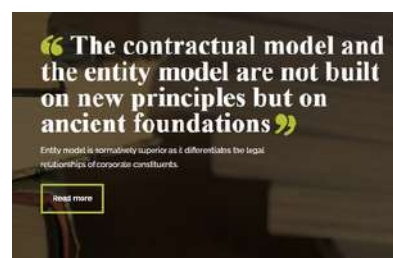 “ The contractual model and
the entity model are not built
on new principles but on
ancient foundations ”
Entity model is normatively superior as it differentiates the legal
relationships of corporate constituents.
Read more